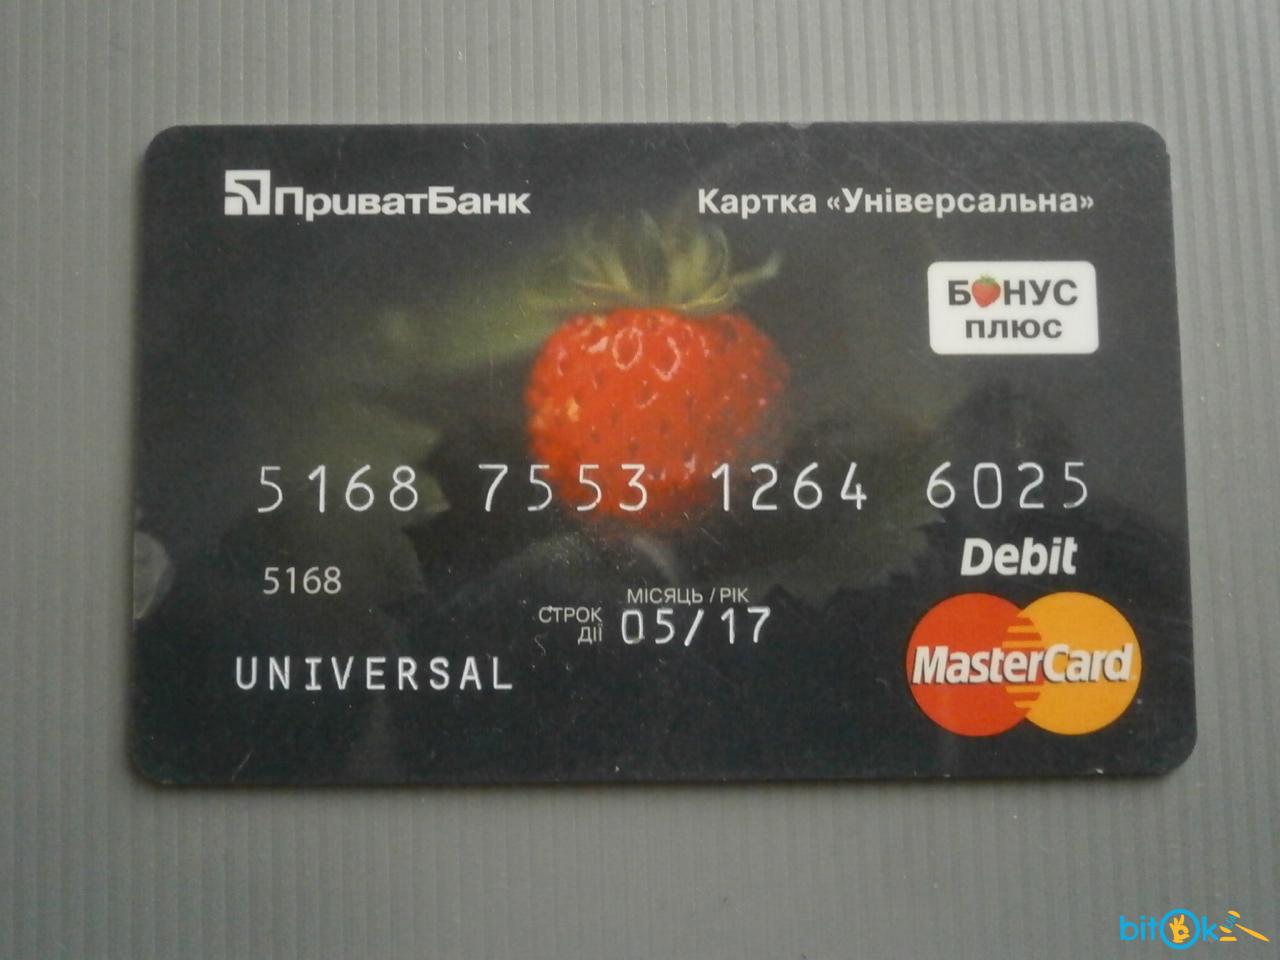 ПриватБанк
Картка «Універсальна»
БОНУС
ПЛЮС
5168 7553 1264 6025
Debit
5168
МІСЯЦЬ / РІК
СТРОК
ДІЇ
05/17
UNIVERSAL
MasterCard
bitOk